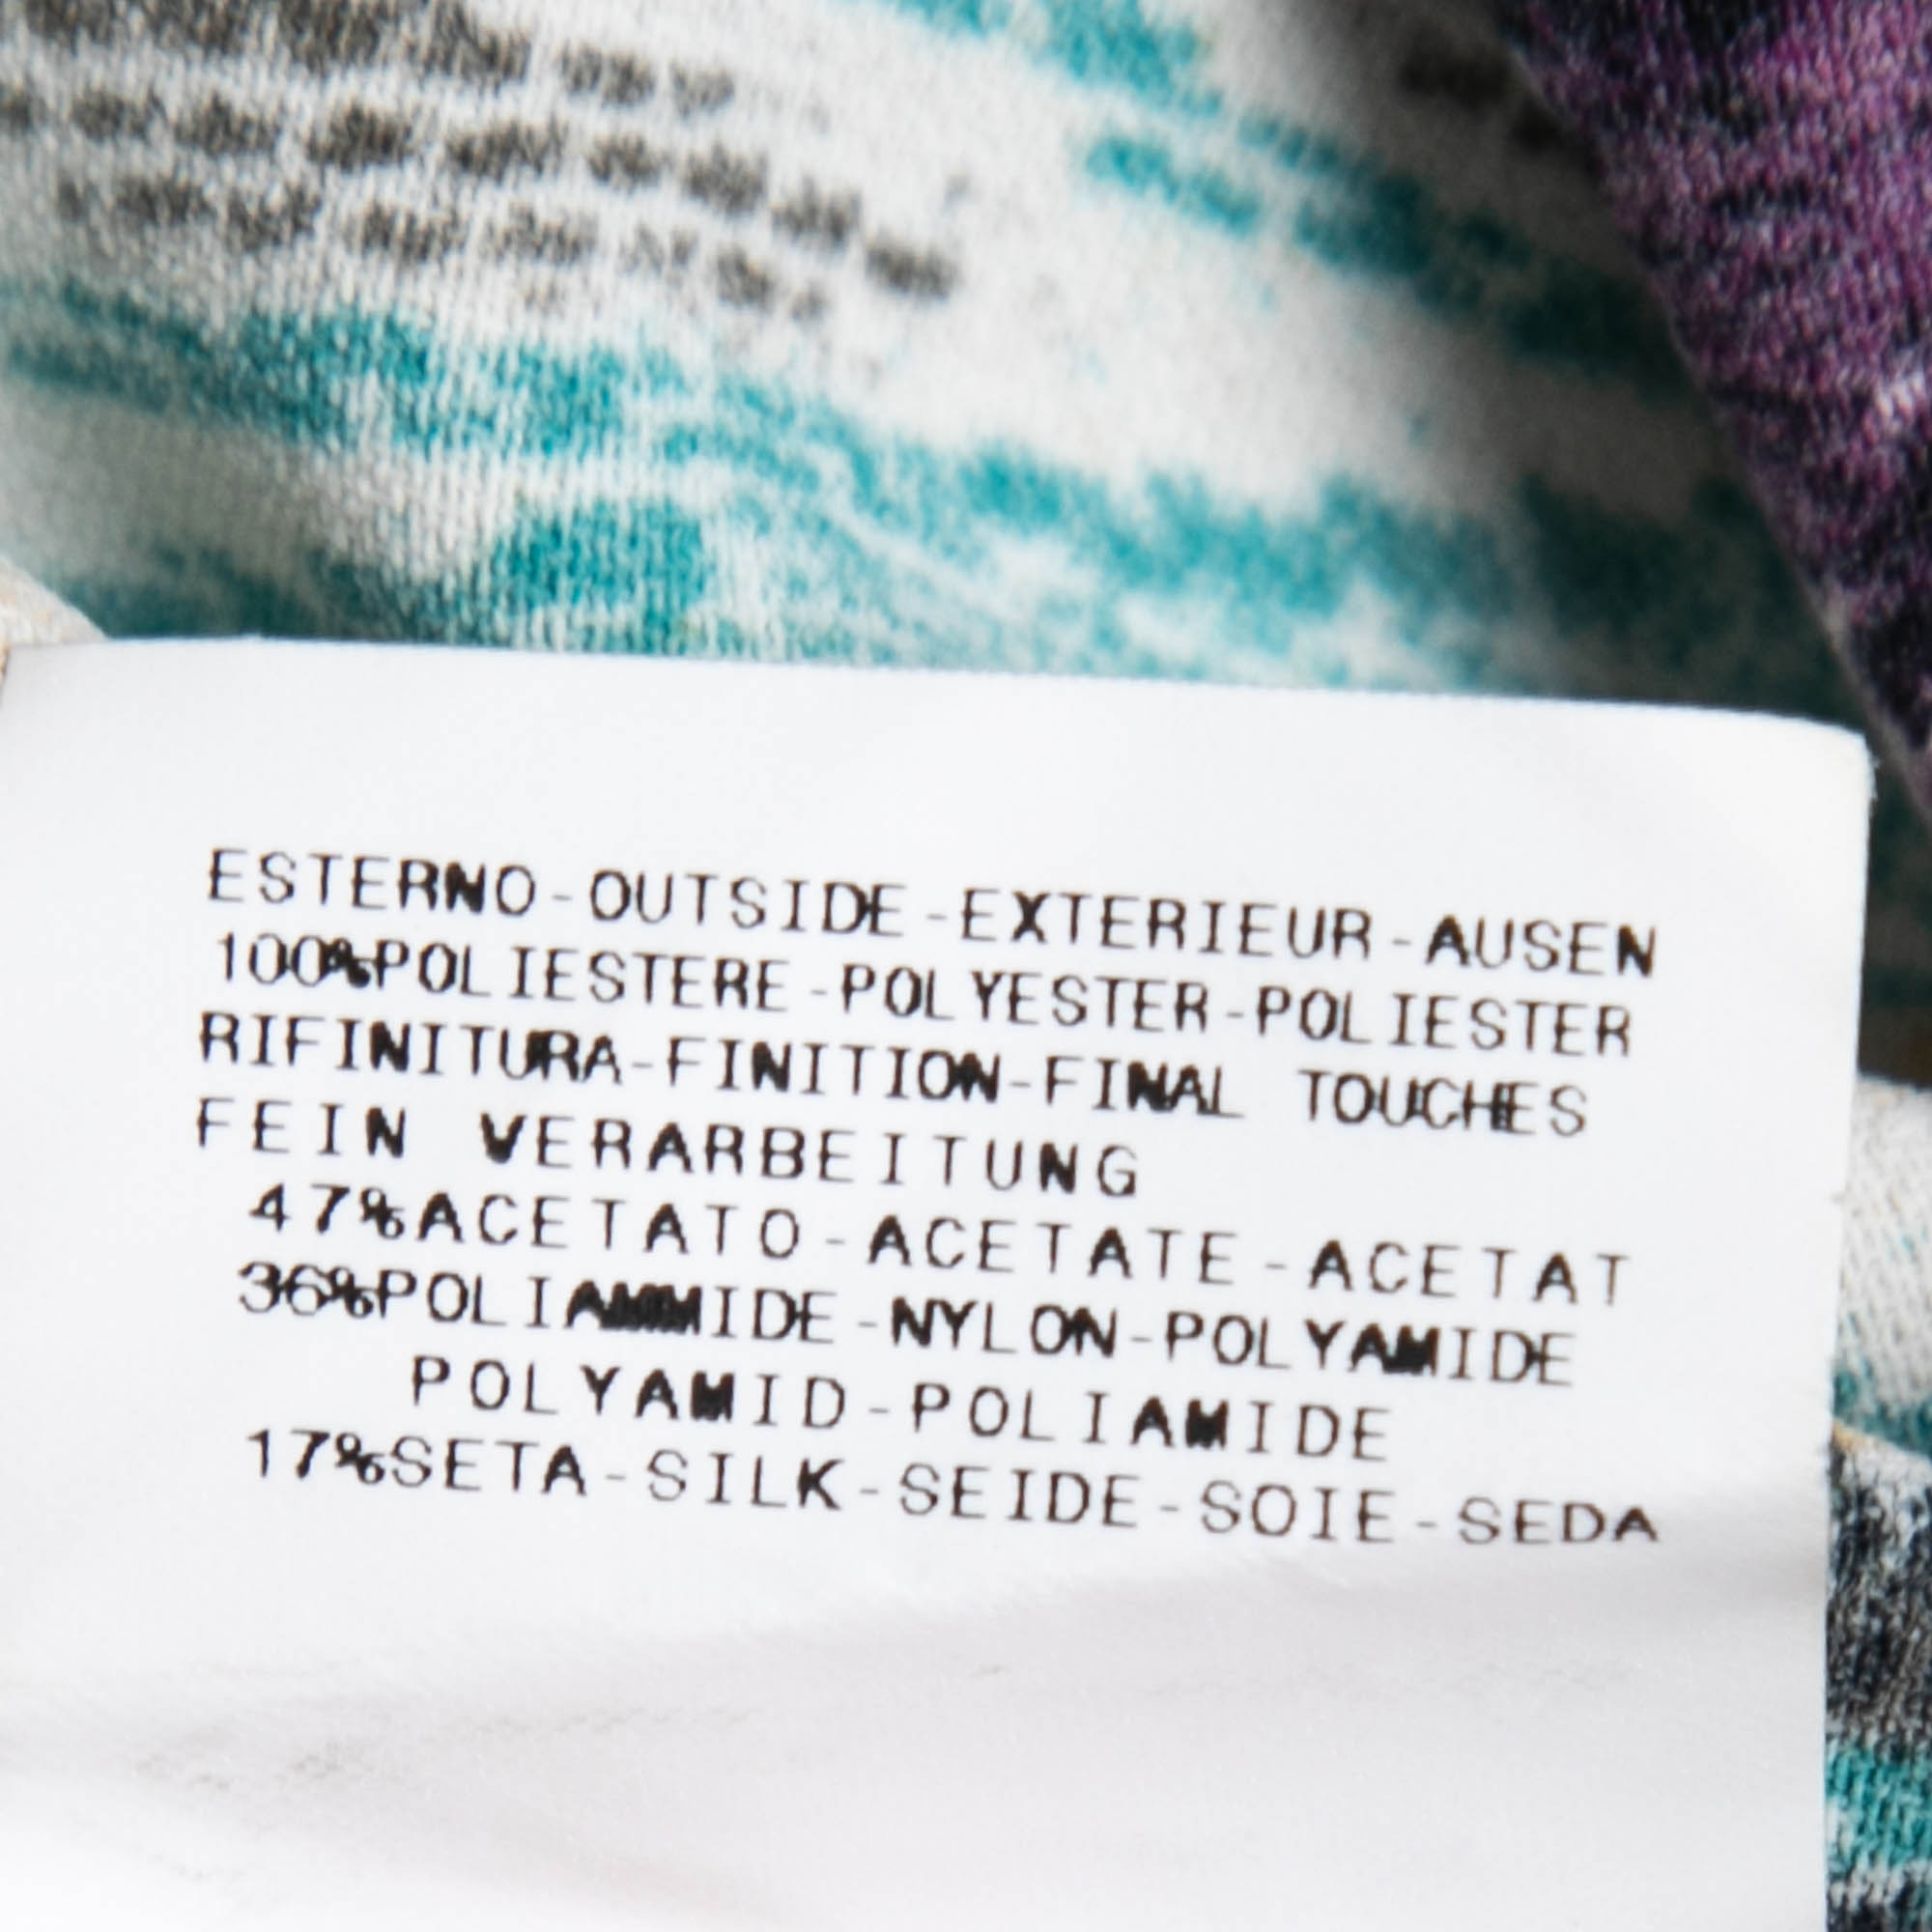 ESTERNO-OUTSIDE-EXTERIEUR-AUSEN
100%POLIESTERE-POLYESTER-POLIESTER
RIFINITURA-FINITION-FINAL TOUCHES
FEIN VERARBEITUNG
47%ACETATO-ACETATE-ACETAT
36%POLIAMMIDE-NYLON-POLYAMIDE
POLYAMID-POLIAMIDE
17%SETA-SILK-SEIDE-SOIE-SEDA